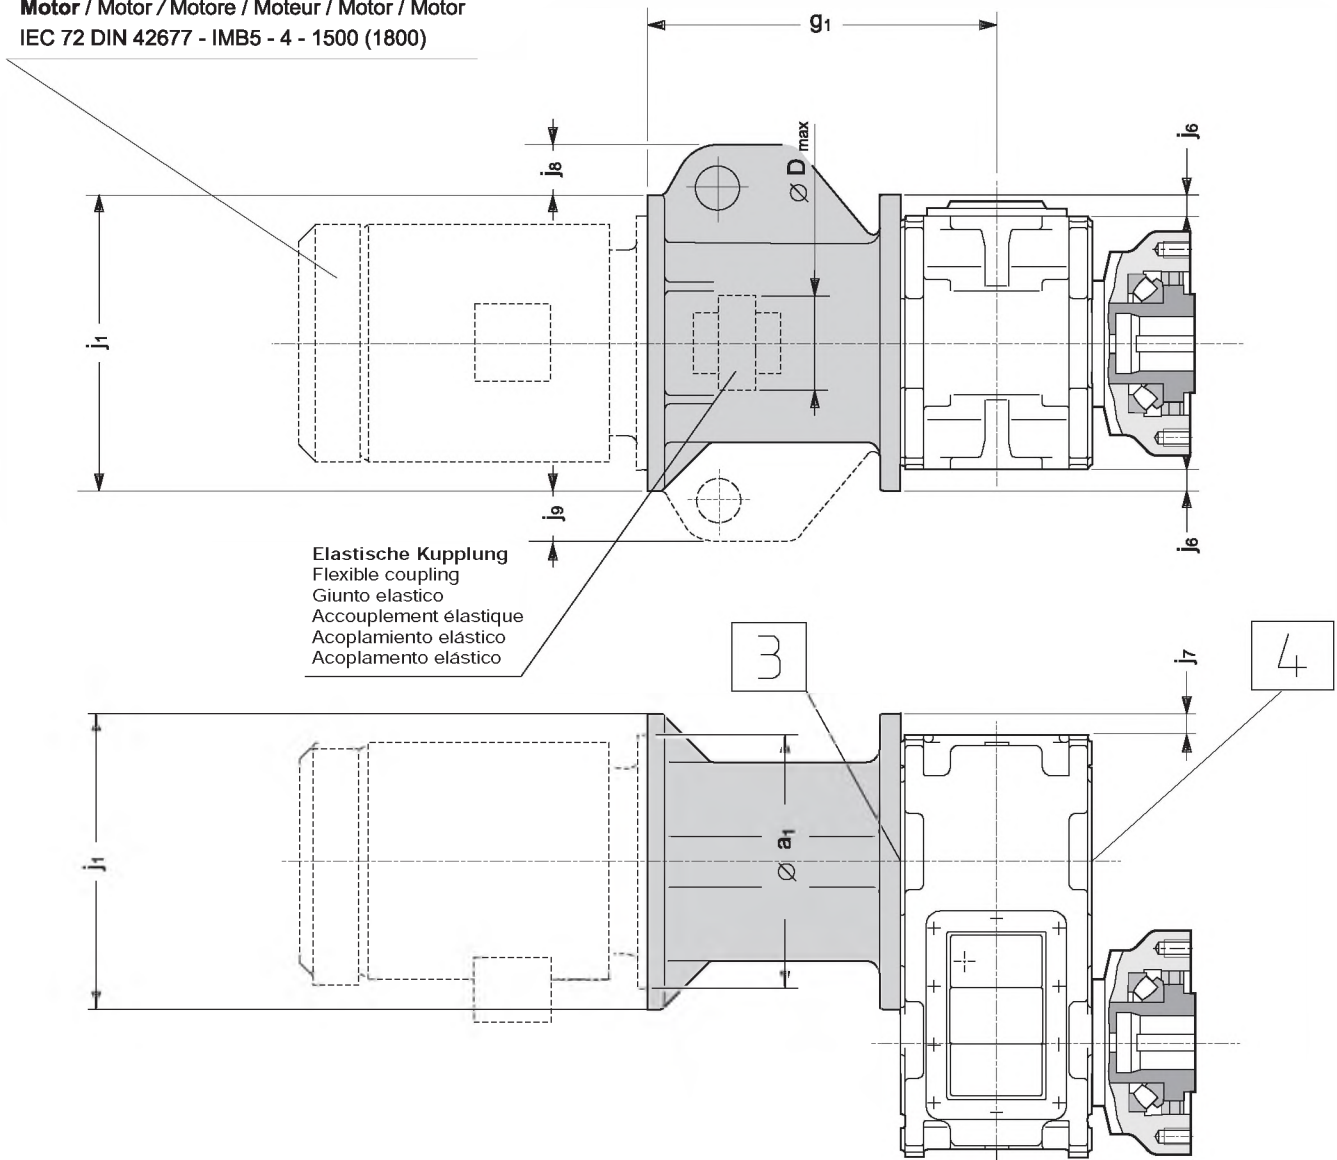 Motor / Motor / Motore / Moteur / Motor / Motor
IEC 72 DIN 42677 - IMB5 - 4 - 1500 (1800)
g1
j6
j8
Ø D max
j1
j9
j6
Elastische Kupplung
Flexible coupling
Giunto elastico
Accouplement élastique
Acoplamiento elástico
Acoplamento elástico
3
j7
4
j1
Ø a1